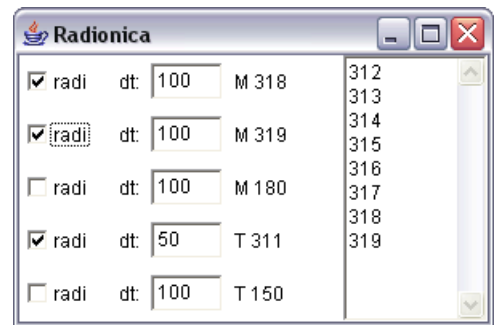 Radionica
radi dt: 100 M 318
radi dt: 100 M 319
radi dt: 100 M 180
radi dt: 50 T 311
radi dt: 100 T 150
312
313
314
315
316
317
318
319